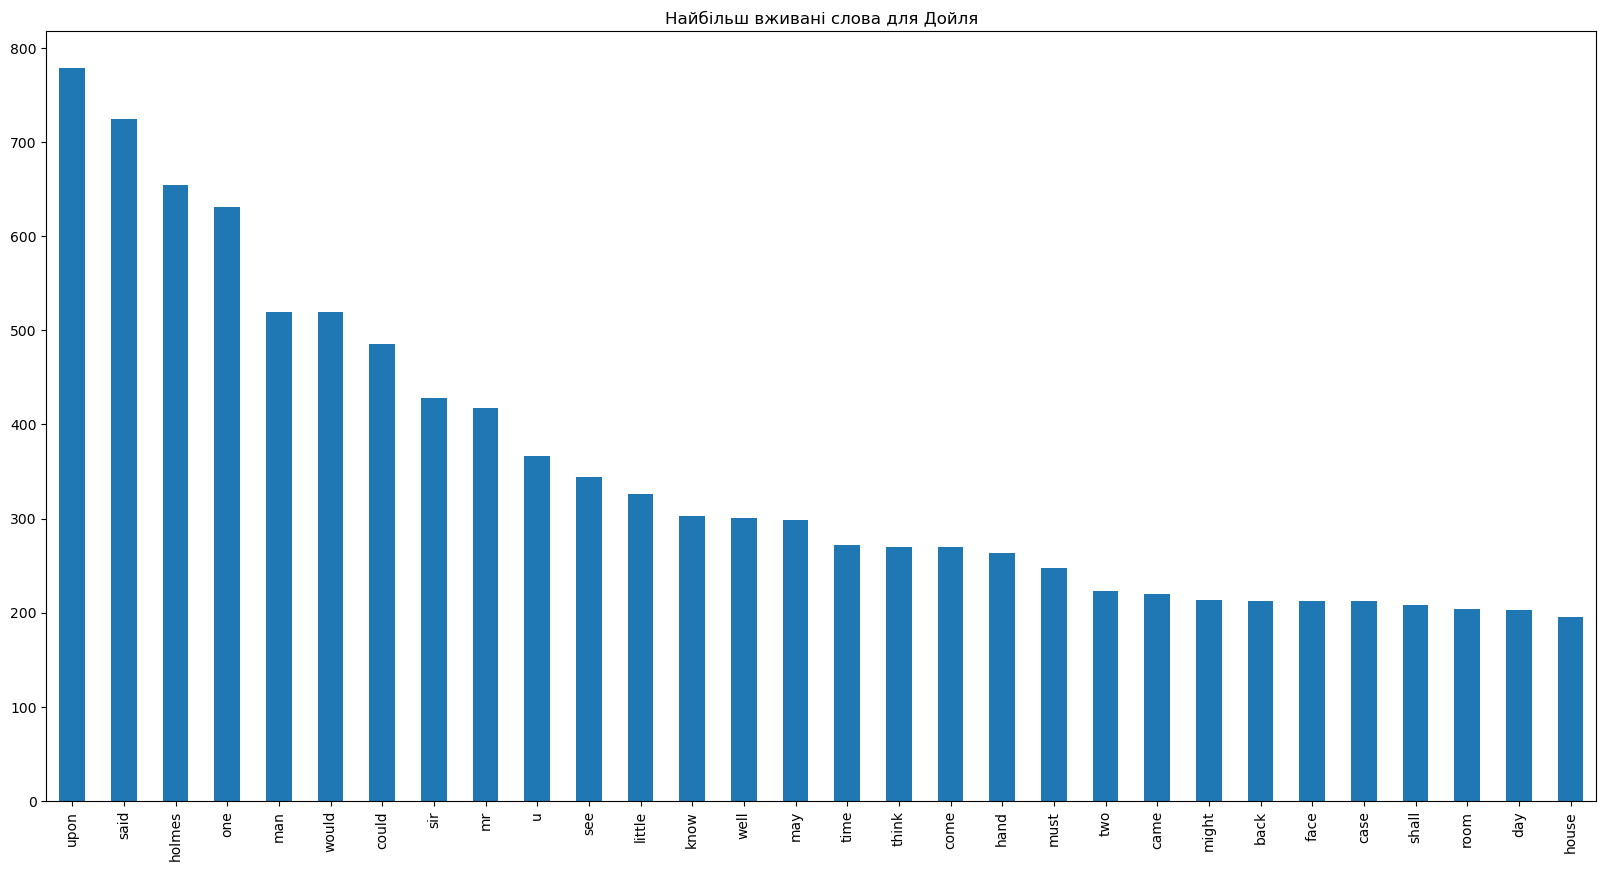 Найбільш вживані слова для Дойля
800
700
600
500
400
300
200
100
0
upon
said
holmes
one
man
would
could
sir
mr
u
see
little
know
well
may
time
think
come
hand
must
two
came
might
back
face
case
shall
room
day
house